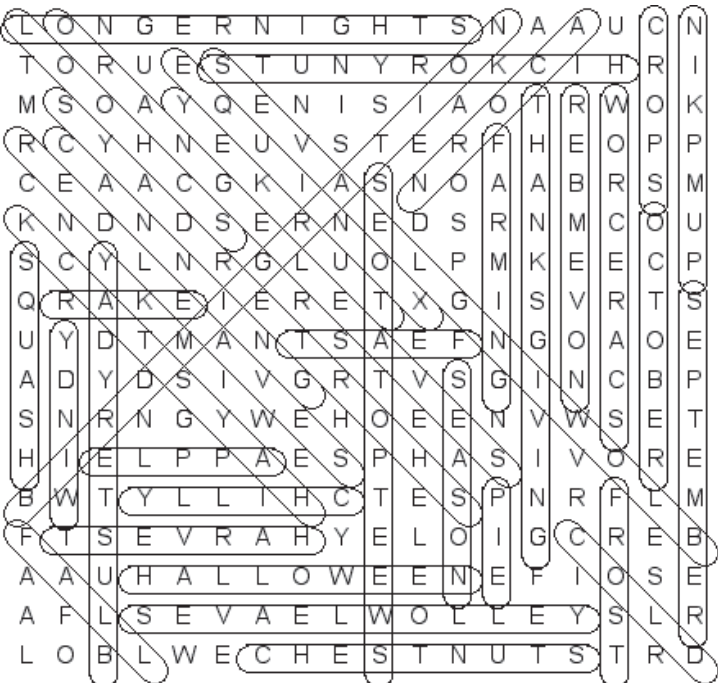 L O N G E R N I G H T S N A A U C N
T O R U E S T U N Y R O K C I H R I
M S O A Y Q E N I S I A O T R W O K
R C Y H N E U V S T E R F H E O P P
C E A A C G K I A S N O A A B R S M
K N D N D S E R N E D S R N M C O U
S C Y L N R G L U O L P M K E E C P
Q R A K E I E R E T X G I S V R T S
U Y D T M A N T S A E F N G O A O E
A D Y D S I V G R T V S G I N C B P
S N R N G Y W E H O E E N V W S E T
H I E L P P A E S P H A S I V O R E
B W T Y L L I H C T E S P N R F L M
F T S E V R A H Y E L O I G C R E B
A A U H A L L O W E E N E F I O S E
A F L S E V A E L W O L L E Y S L R
L O B L W E C H E S T N U T S T R D